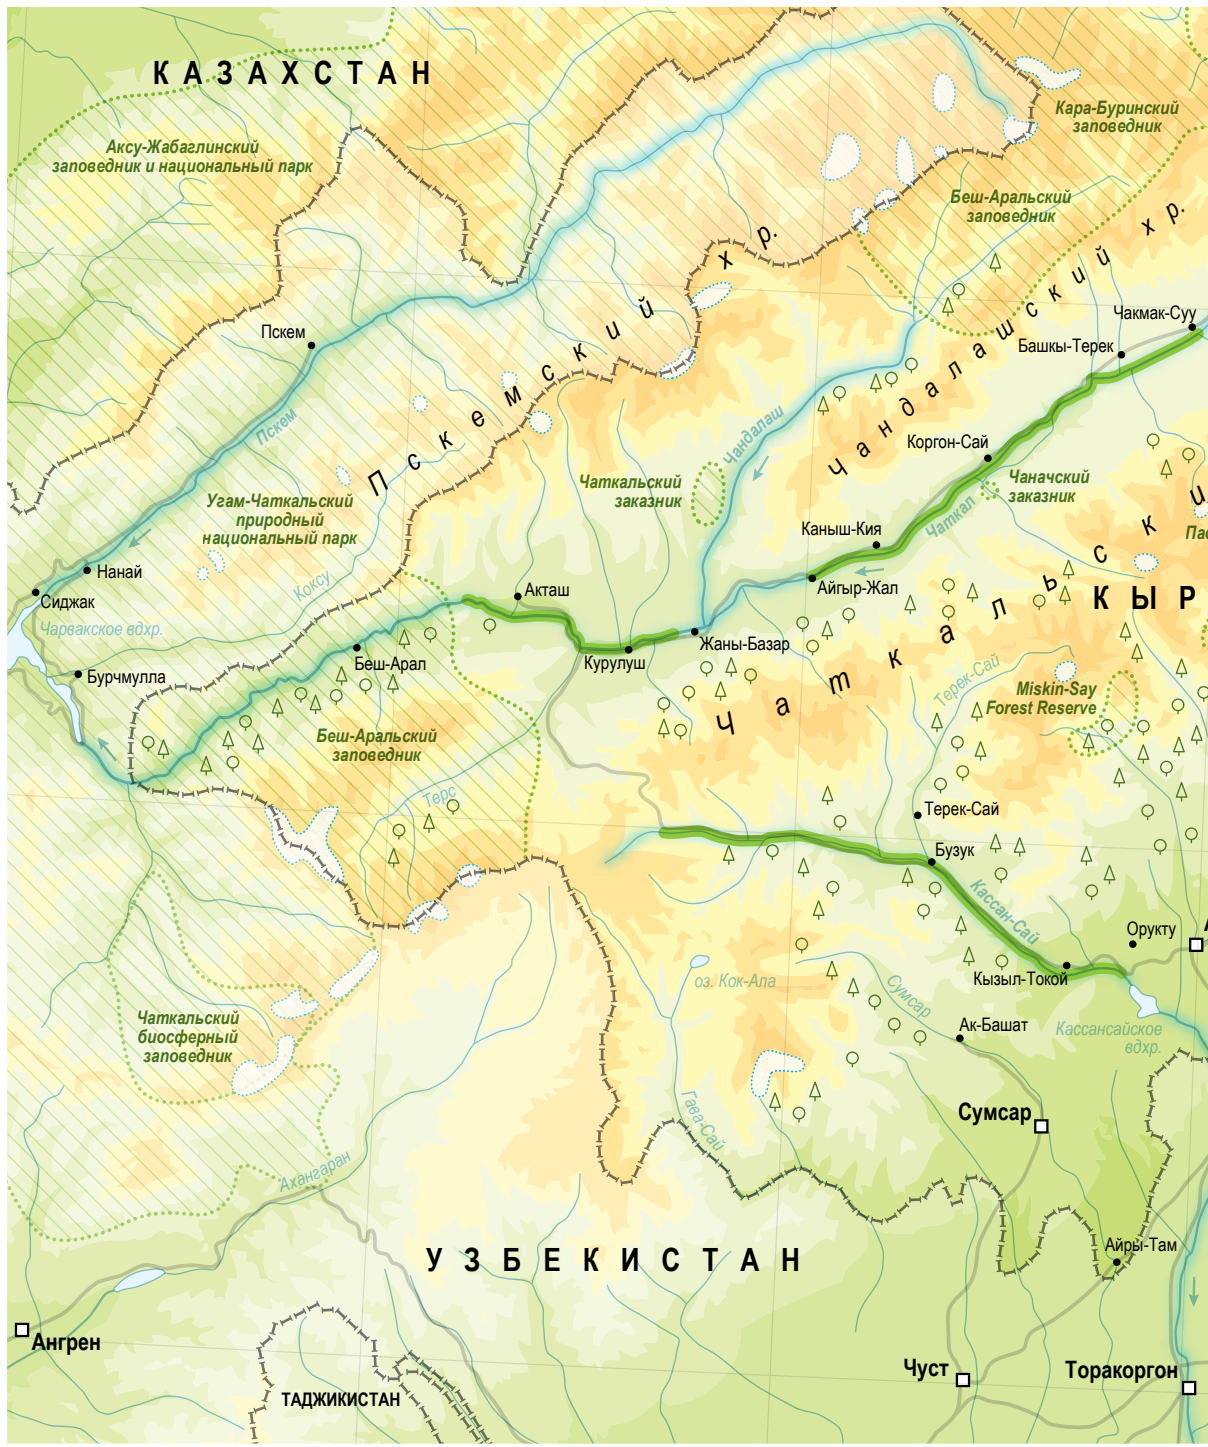 КАЗАХСТАН
Кара-Буринский
заповедник
Аксу-Жабаглинский
заповедник и национальный парк
Беш-Аральский
заповедник
Пскемский хр.
Чандалашский хр.
Чакмак-Суу
Башкы-Терек
Пскем
Пскем
Чандалаш
Коргон-Сай
Чаткальский
заказник
Чаначский
заказник
Угам-Чаткальский
природный
национальный парк
Чаткал
Каныш-Кия
Нанай
Коксу
Акташ
Айгыр-Жал
КЫР
Сиджак
Чарвакское вдхр.
Жаны-Базар
Курулуш
Беш-Арал
Бурчмулла
Терек-Сай
Miskin-Say
Forest Reserve
Беш-Аральский
заповедник
Терс
Терек-Сай
Бузук
Кассан-Сай
Орукту
Кызыл-Токой
оз. Кок-Ала
Сумсар
Чаткальский
биосферный
заповедник
Ак-Башат
Кассансайское
вдхр.
Гава-Сай
Сумсар
Ахангаран
УЗБЕКИСТАН
Айры-Там
Ангрен
Чуст
Торакоргон
ТАДЖИКИСТАН